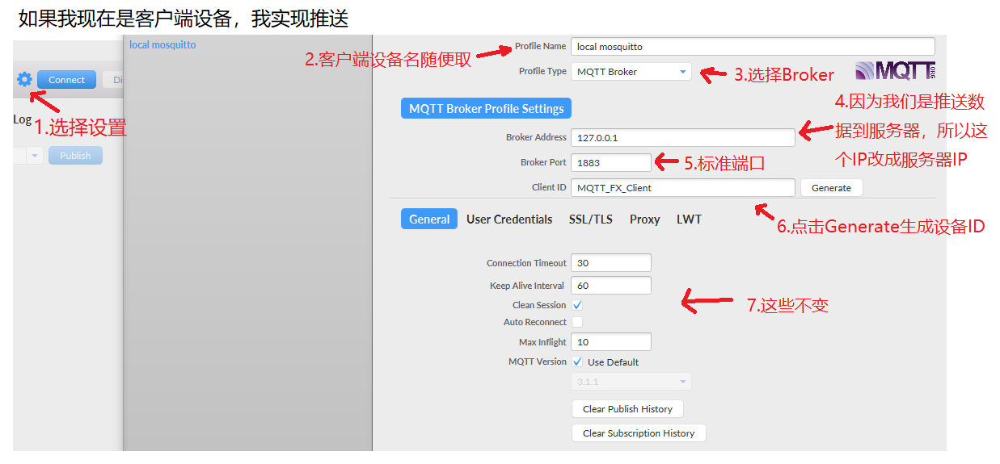 如果我现在是客户端设备，我实现推送
local mosquitto
2.客户端设备名随便取
Profile Name
local mosquitto
Connect
Di
Profile Type
MQTT Broker
3.选择Broker
MQTT.ORG
1.选择设置
Log
Publish
MQTT Broker Profile Settings
4.因为我们是推送数
据到服务器，所以这
个IP改成服务器IP
Broker Address
127.0.0.1
Broker Port
1883
5.标准端口
Client ID
MQTT_FX_Client
Generate
6.点击Generate生成设备ID
General
User Credentials
SSL/TLS
Proxy
LWT
Connection Timeout
30
Keep Alive Interval
60
Clean Session
7.这些不变
Auto Reconnect
Max Inflight
10
MQTT Version
Use Default
3.1.1
Clear Publish History
Clear Subscription History